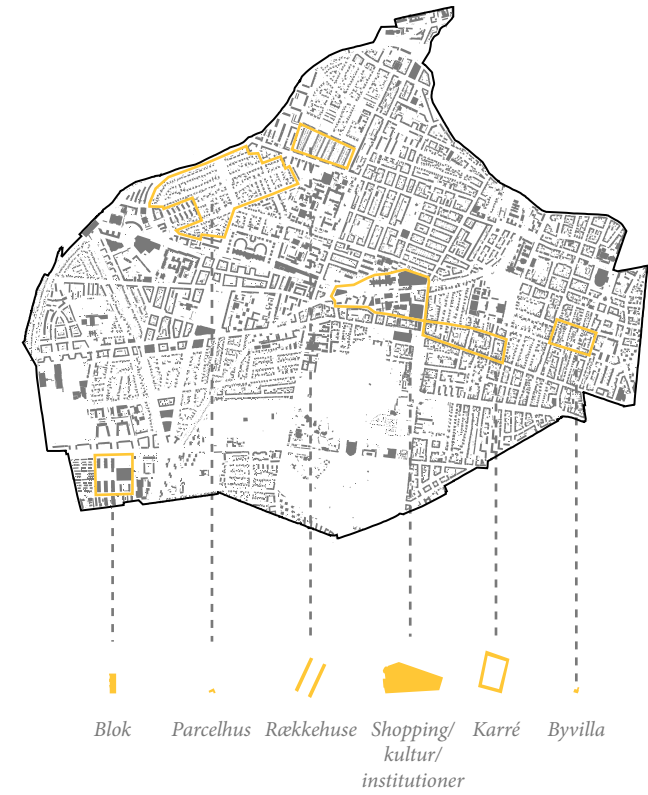 Blok
Parcelhus
Rækkehuse
Shopping/
kultur/
institutioner
Karré
Byvilla